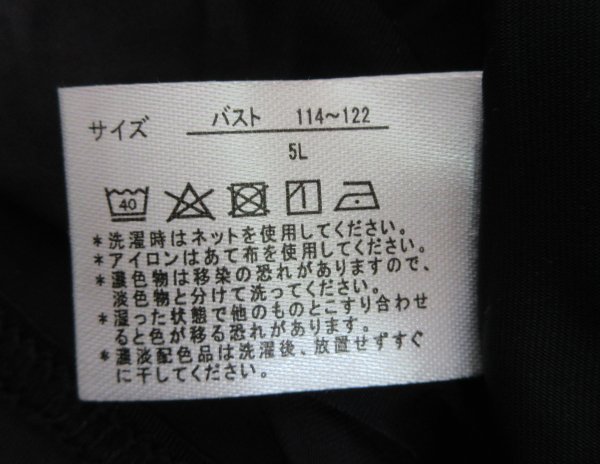 サイズ バスト 114～122
5L
40
*洗濯時はネットを使用してください。
*アイロンはあて布を使用してください。
*濃色物は移染の恐れがありますので、
淡色物と分けて洗ってください。
*湿った状態で他のものとこすり合わせ
ると色が移る恐れがあります。
*濃淡配色品は洗濯後、放置せずすぐ
に干してください。